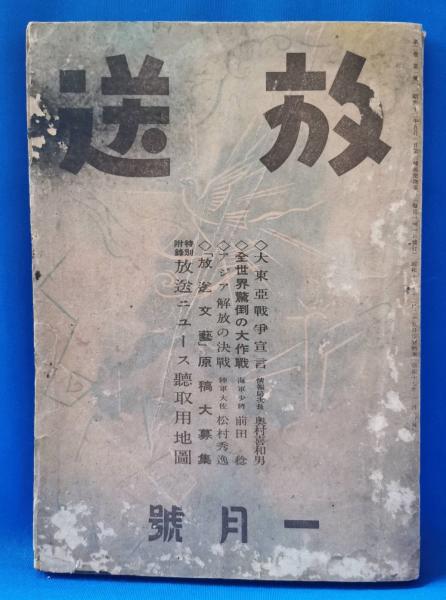 放送
◇大東亞戰爭宣言 情報局次長 奥村喜和男
◇全世界驚倒の大作戰 海軍少將 前田 稔
◇アジア解放の決戰 陸軍大佐 松村秀逸
◇「放送文藝」原稿大募集
特別附錄 放送ニュース聽取用地圖
一月號